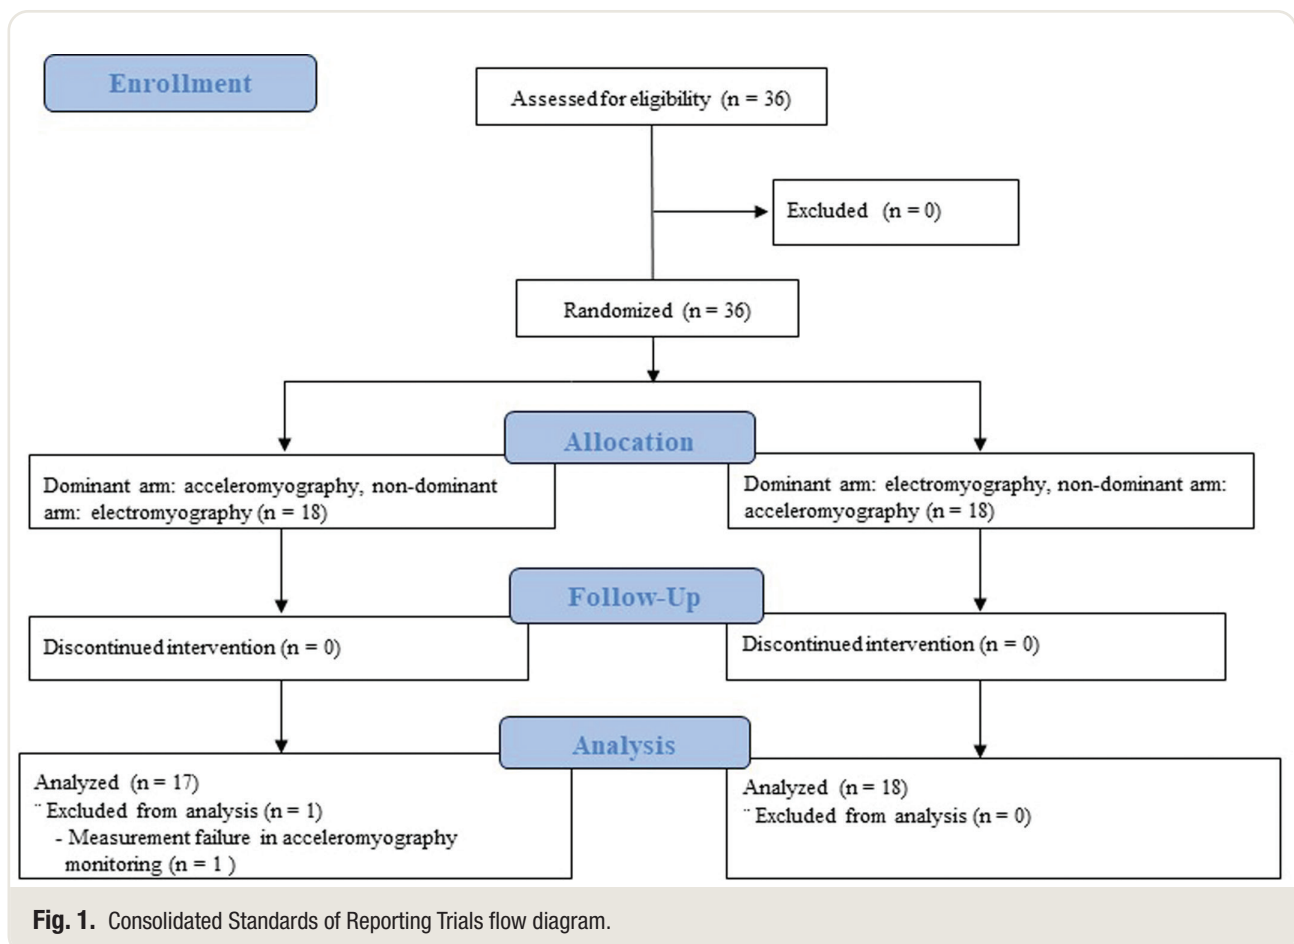 Enrollment
Assessed for eligibility (n = 36)
Excluded (n = 0)
Randomized (n = 36)
Allocation
Dominant arm: acceleromyography, non-dominant
arm: electromyography (n = 18)
Dominant arm: electromyography, non-dominant arm:
acceleromyography (n = 18)
Follow-Up
Discontinued intervention (n = 0)
Discontinued intervention (n = 0)
Analysis
Analyzed (n = 17)
¨ Excluded from analysis (n = 1)
- Measurement failure in acceleromyography
monitoring (n = 1 )
Analyzed (n = 18)
¨ Excluded from analysis (n = 0)
Fig. 1. Consolidated Standards of Reporting Trials flow diagram.